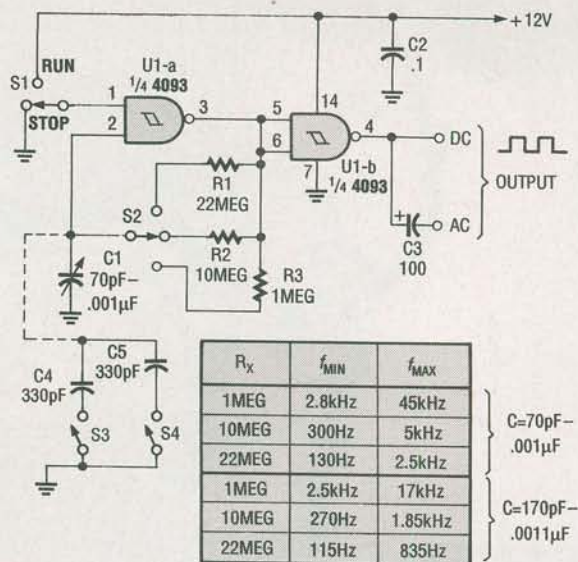 +12V
RUN
S1
STOP
U1-a
¼ 4093
1
2
3
5
6
14
7
4
U1-b
¼ 4093
C2
.1
DC
AC
OUTPUT
+
C3
100
R1
22MEG
S2
R2
10MEG
R3
1MEG
C1
70pF–
.001µF
C4
330pF
C5
330pF
S3
S4
RX fMIN fMAX
1MEG 2.8kHz 45kHz
10MEG 300Hz 5kHz
22MEG 130Hz 2.5kHz
1MEG 2.5kHz 17kHz
10MEG 270Hz 1.85kHz
22MEG 115Hz 835Hz
C=70pF–
.001µF
C=170pF–
.0011µF